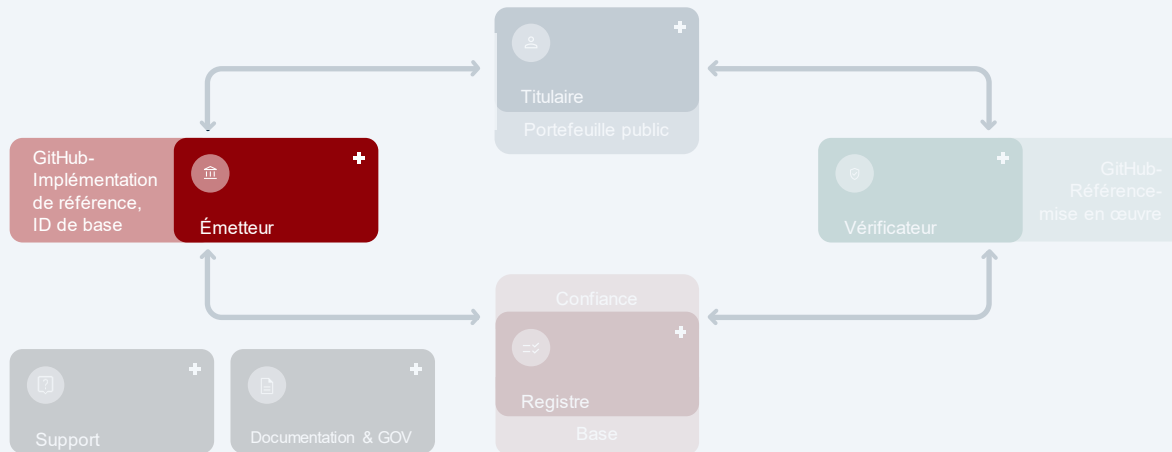 Titulaire
Portefeuille public
GitHub-
Implémentation
de référence,
ID de base
Émetteur
Vérificateur
GitHub-
Référence-
mise en œuvre
Confiance
Registre
Base
Support
Documentation & GOV